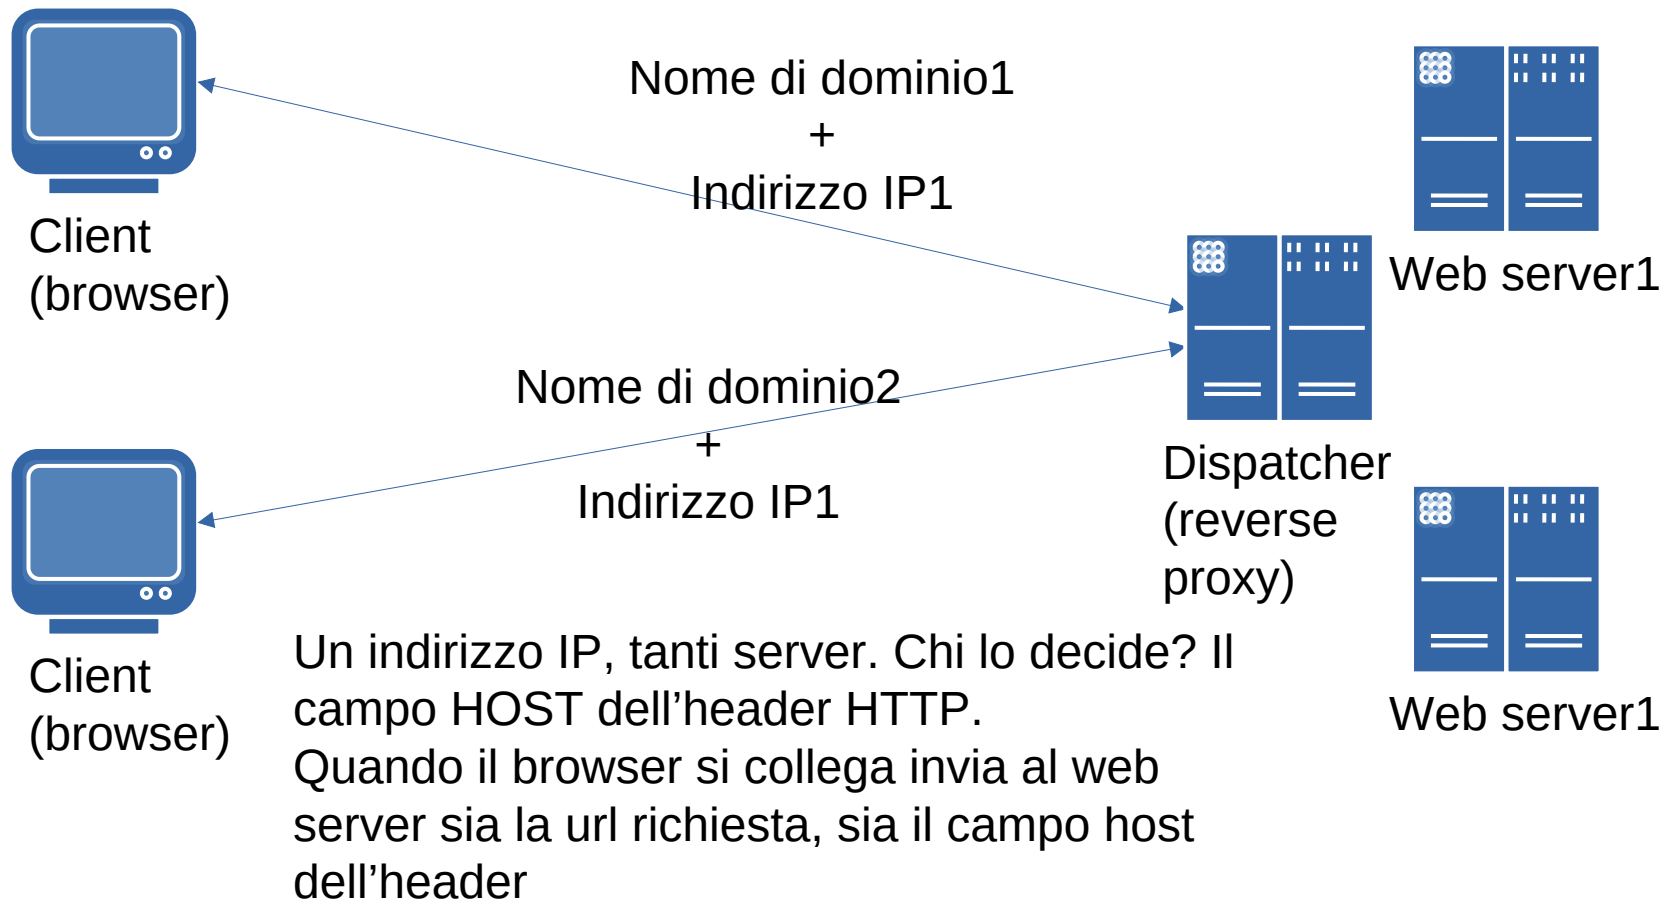 Nome di dominio1
+
Indirizzo IP1
Client
(browser)
Web server1
Nome di dominio2
+
Indirizzo IP1
Dispatcher
(reverse
proxy)
Client
(browser)
Web server1
Un indirizzo IP, tanti server. Chi lo decide? Il
campo HOST dell’header HTTP.
Quando il browser si collega invia al web
server sia la url richiesta, sia il campo host
dell’header